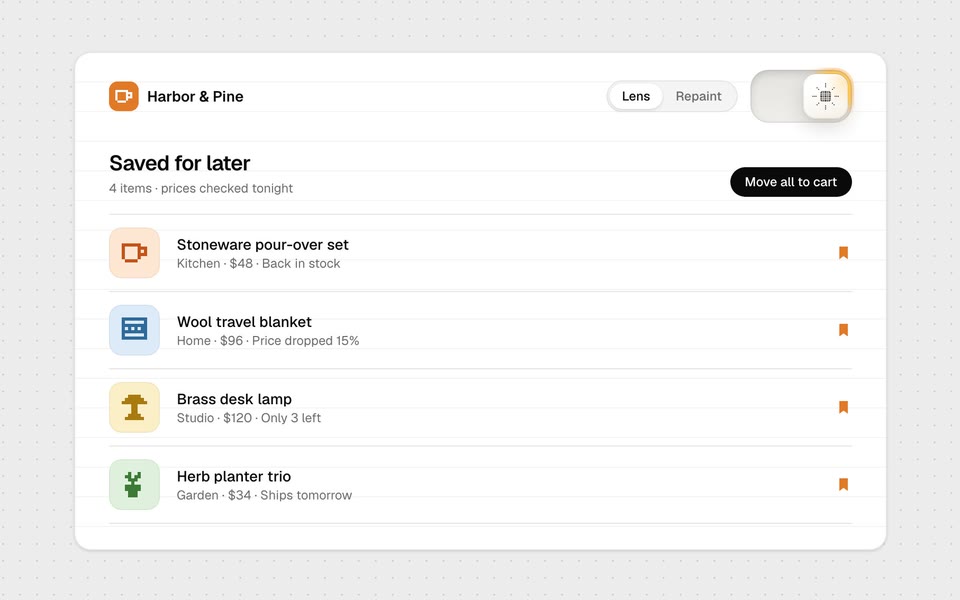 Harbor & Pine
Lens
Repaint
Saved for later
4 items · prices checked tonight
Move all to cart
Stoneware pour-over set
Kitchen · $48 · Back in stock
Wool travel blanket
Home · $96 · Price dropped 15%
Brass desk lamp
Studio · $120 · Only 3 left
Herb planter trio
Garden · $34 · Ships tomorrow